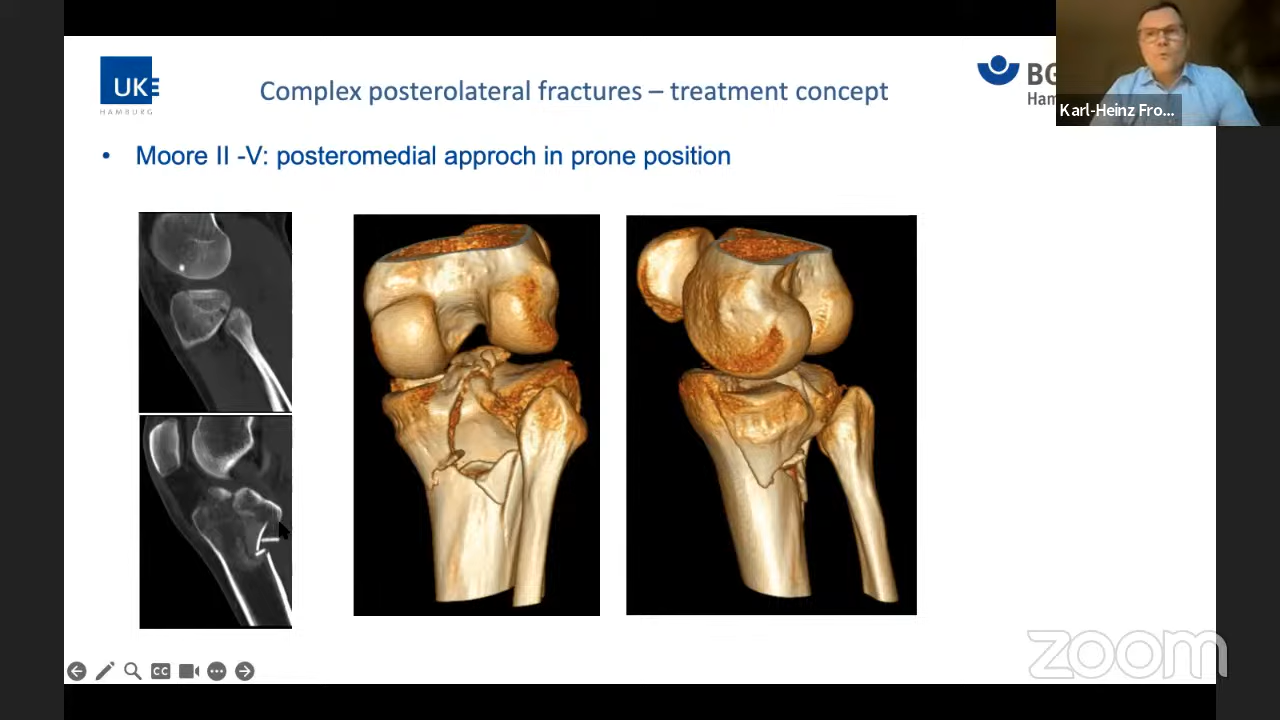 UKE
HAMBURG
Complex posterolateral fractures – treatment concept
BG
Ham
Karl-Heinz Fro...
• Moore II -V: posteromedial approch in prone position
CC
zoom